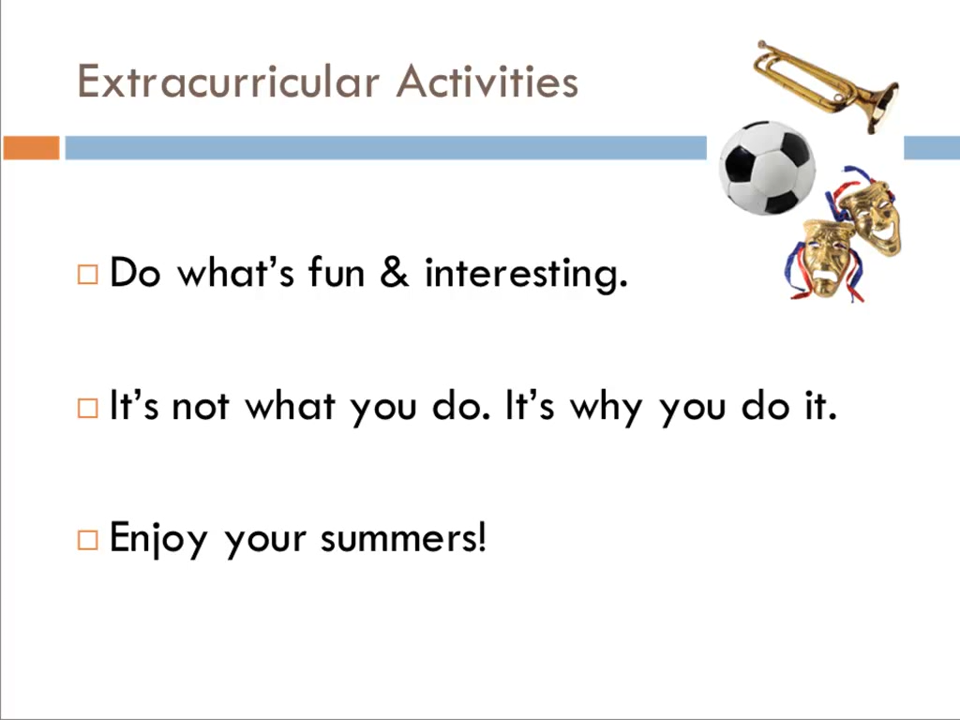 Extracurricular Activities
Do what’s fun & interesting.
It’s not what you do. It’s why you do it.
Enjoy your summers!